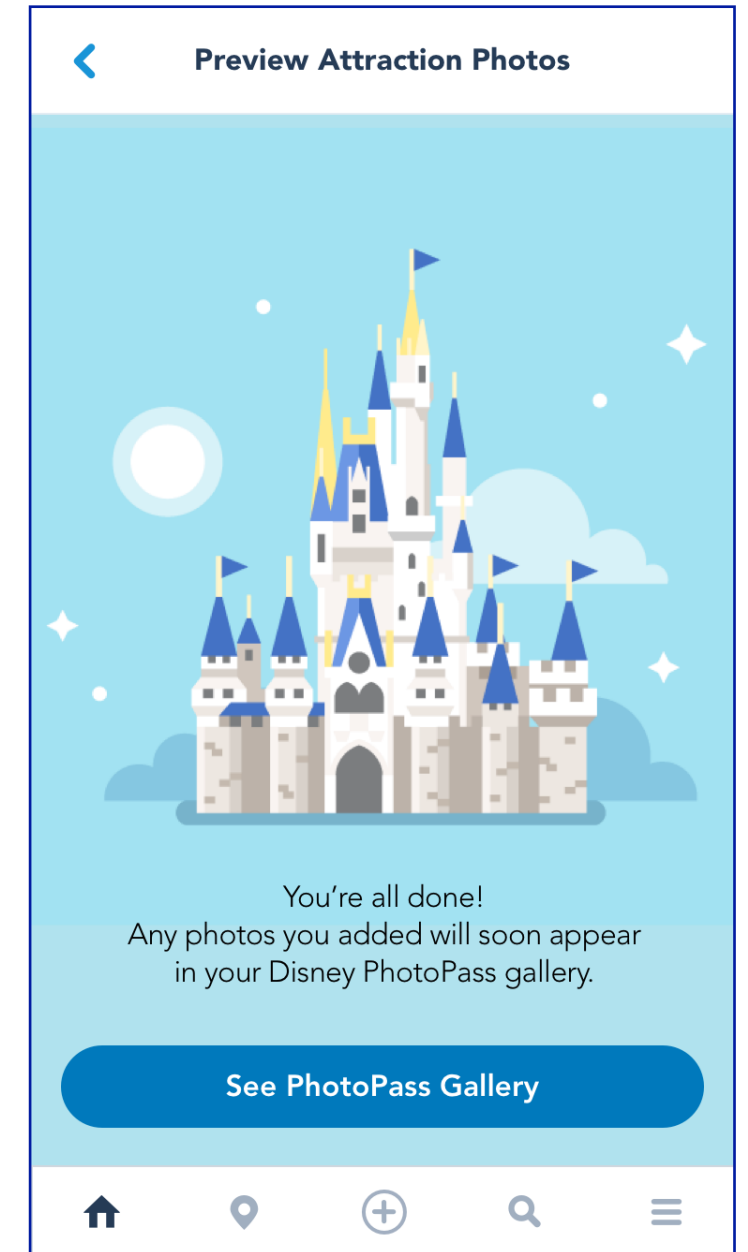 Preview Attraction Photos
You’re all done!
Any photos you added will soon appear
in your Disney PhotoPass gallery.
See PhotoPass Gallery